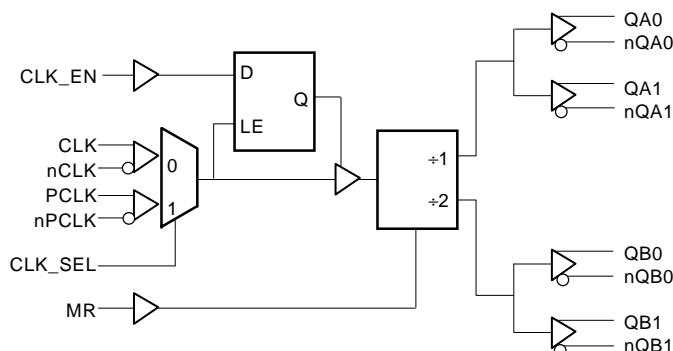 CLK_EN
D
Q
LE
CLK
nCLK
PCLK
nPCLK
0
1
CLK_SEL
MR
÷1
÷2
QA0
nQA0
QA1
nQA1
QB0
nQB0
QB1
nQB1